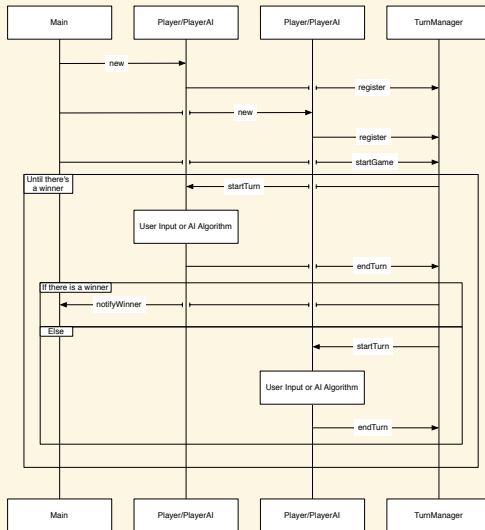 Main
Player/PlayerAI
Player/PlayerAI
TurnManager
new
register
new
register
startGame
Until there's
a winner
startTurn
User Input or AI Algorithm
endTurn
If there is a winner
notifyWinner
Else
startTurn
User Input or AI Algorithm
endTurn
Main
Player/PlayerAI
Player/PlayerAI
TurnManager